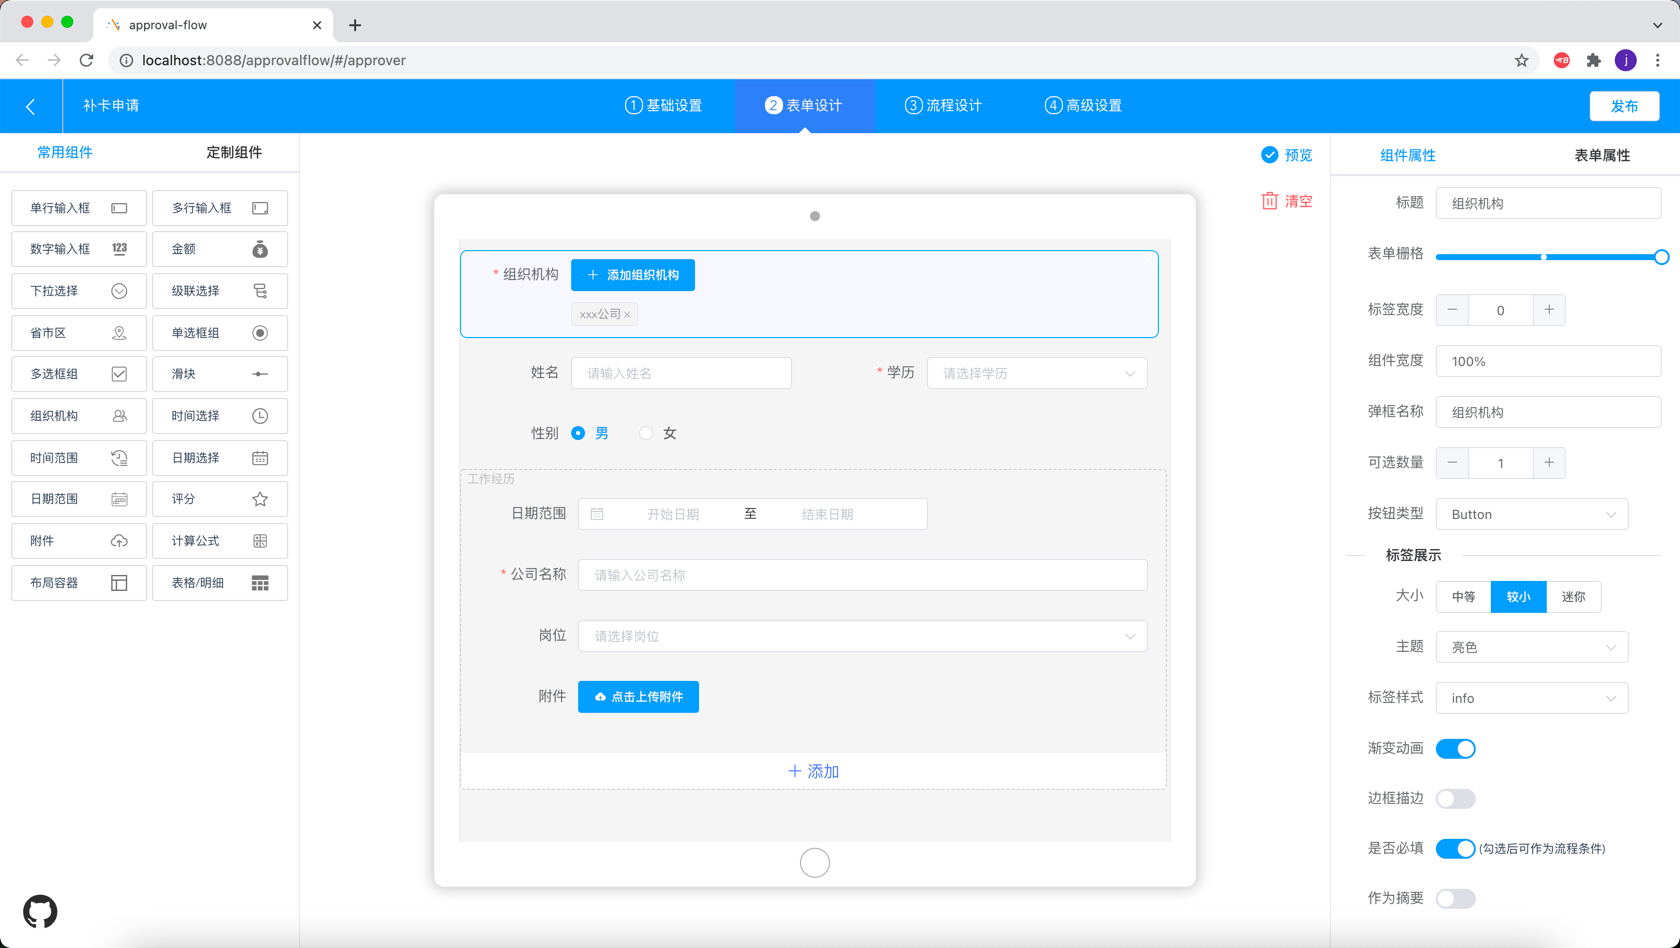 approval-flow
localhost:8088/approvalflow/#/approver
j
补卡申请
1 基础设置
2 表单设计
3 流程设计
4 高级设置
发布
常用组件
定制组件
单行输入框
多行输入框
数字输入框 123
金额
下拉选择
级联选择
省市区
单选框组
多选框组
滑块
组织机构
时间选择
时间范围
日期选择
日期范围
评分
附件
计算公式
布局容器
表格/明细
预览
清空
* 组织机构
添加组织机构
xxx公司 ×
姓名 请输入姓名
* 学历 请选择学历
性别 男 女
工作经历
日期范围 开始日期 至 结束日期
* 公司名称 请输入公司名称
岗位 请选择岗位
附件 点击上传附件
+ 添加
组件属性
表单属性
标题 组织机构
表单栅格
标签宽度 − 0 +
组件宽度 100%
弹框名称 组织机构
可选数量 − 1 +
按钮类型 Button
标签展示
大小 中等 较小 迷你
主题 亮色
标签样式 info
渐变动画
边框描边
是否必填 (勾选后可作为流程条件)
作为摘要